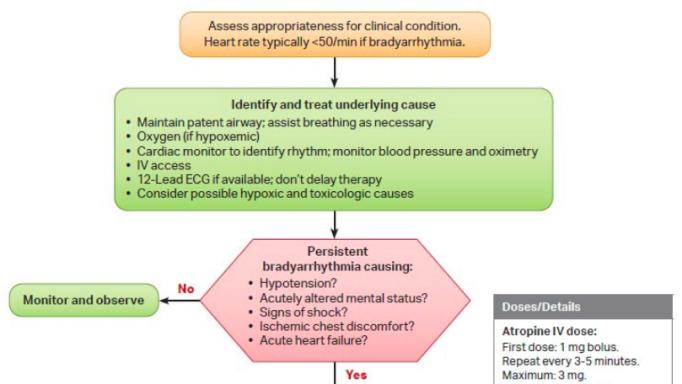 Assess appropriateness for clinical condition.
Heart rate typically <50/min if bradyarrhythmia.
Identify and treat underlying cause
• Maintain patent airway; assist breathing as necessary
• Oxygen (if hypoxemic)
• Cardiac monitor to identify rhythm; monitor blood pressure and oximetry
• IV access
• 12-Lead ECG if available; don't delay therapy
• Consider possible hypoxic and toxicologic causes
Persistent
bradyarrhythmia causing:
• Hypotension?
• Acutely altered mental status?
• Signs of shock?
• Ischemic chest discomfort?
• Acute heart failure?
No
Monitor and observe
Yes
Doses/Details
Atropine IV dose:
First dose: 1 mg bolus.
Repeat every 3-5 minutes.
Maximum: 3 mg.